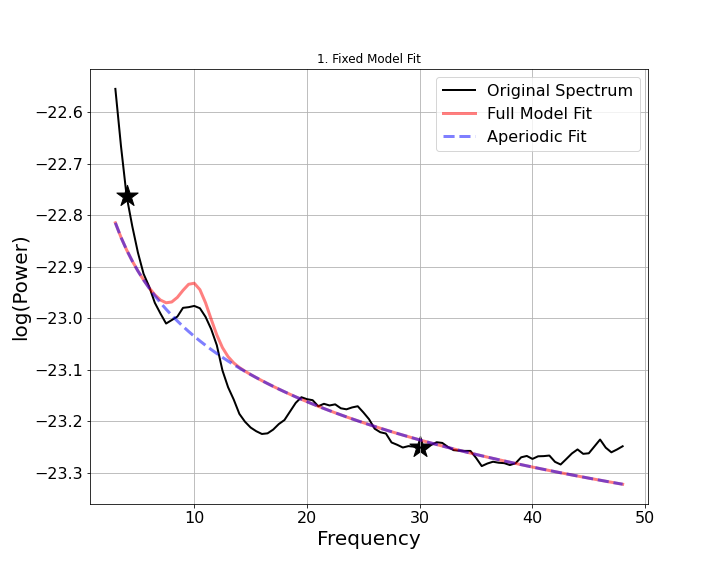 1. Fixed Model Fit
Original Spectrum
Full Model Fit
Aperiodic Fit
log(Power)
−22.6
−22.7
−22.8
−22.9
−23.0
−23.1
−23.2
−23.3
10
20
30
40
50
Frequency